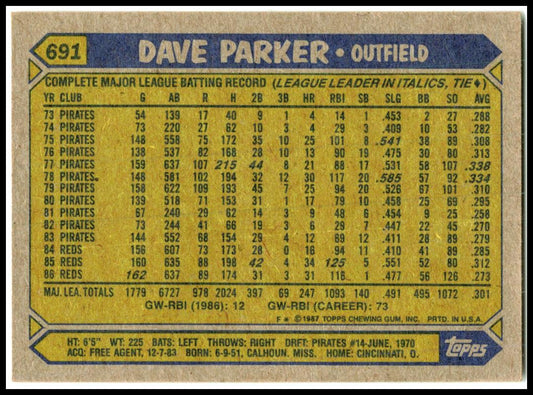 691
DAVE PARKER • OUTFIELD
COMPLETE MAJOR LEAGUE BATTING RECORD (LEAGUE LEADER IN ITALICS, TIE♦)
YR CLUB G AB R H 2B 3B HR RBI SB SLG BB SO AVG
73 PIRATES 54 139 17 40 9 1 4 14 1 .453 2 27 .288
74 PIRATES 73 220 27 62 10 3 4 29 3 .409 10 53 .282
75 PIRATES 148 558 75 172 35 10 25 101 8 .541 38 89 .308
76 PIRATES 138 537 82 168 28 10 13 90 19 .475 30 80 .313
77 PIRATES 159 637 107 215 44 8 21 88 17 .531 58 107 .338
78 PIRATES 148 581 102 194 32 12 30 117 20 .585 57 92 .334
79 PIRATES 158 622 109 193 45 7 25 94 20 .526 67 101 .310
80 PIRATES 139 518 71 153 31 1 17 79 10 .458 25 69 .295
81 PIRATES 67 240 29 62 14 3 9 48 6 .454 9 25 .258
82 PIRATES 73 244 41 66 19 3 6 29 7 .447 22 45 .270
83 PIRATES 144 552 68 154 29 4 12 69 12 .411 28 89 .279
84 REDS 156 607 73 173 28 0 16 94 11 .410 41 89 .285
85 REDS 160 635 88 198 42 4 34 125 5 .551 52 80 .312
86 REDS 162 637 89 174 31 3 31 116 1 .477 56 126 .273
MAJ. LEA. TOTALS 1779 6727 978 2024 397 69 247 1093 140 .491 495 1072 .301
GW-RBI (1986): 12 GW-RBI (CAREER): 73
F * ©1987 TOPPS CHEWING GUM, INC. PRTD. IN U.S.A.
HT: 6'5" WT: 225 BATS: LEFT THROWS: RIGHT DRFT: PIRATES #14-JUNE, 1970
ACQ: FREE AGENT, 12-7-83 BORN: 6-9-51, CALHOUN, MISS. HOME: CINCINNATI, O.
topps